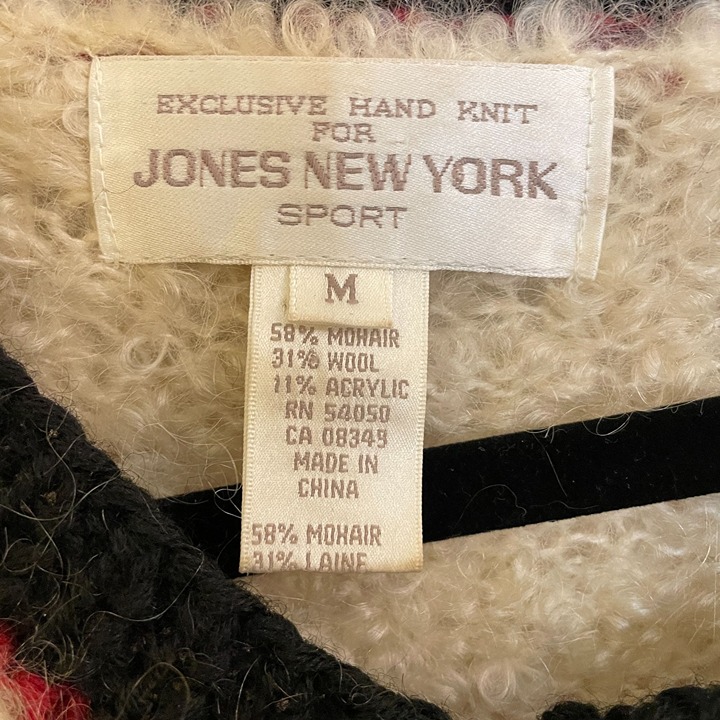 EXCLUSIVE HAND KNIT
FOR
JONES NEW YORK
SPORT
M
58% MOHAIR
31% WOOL
11% ACRYLIC
RN 54050
CA 08349
MADE IN
CHINA
58% MOHAIR
31% LAINE